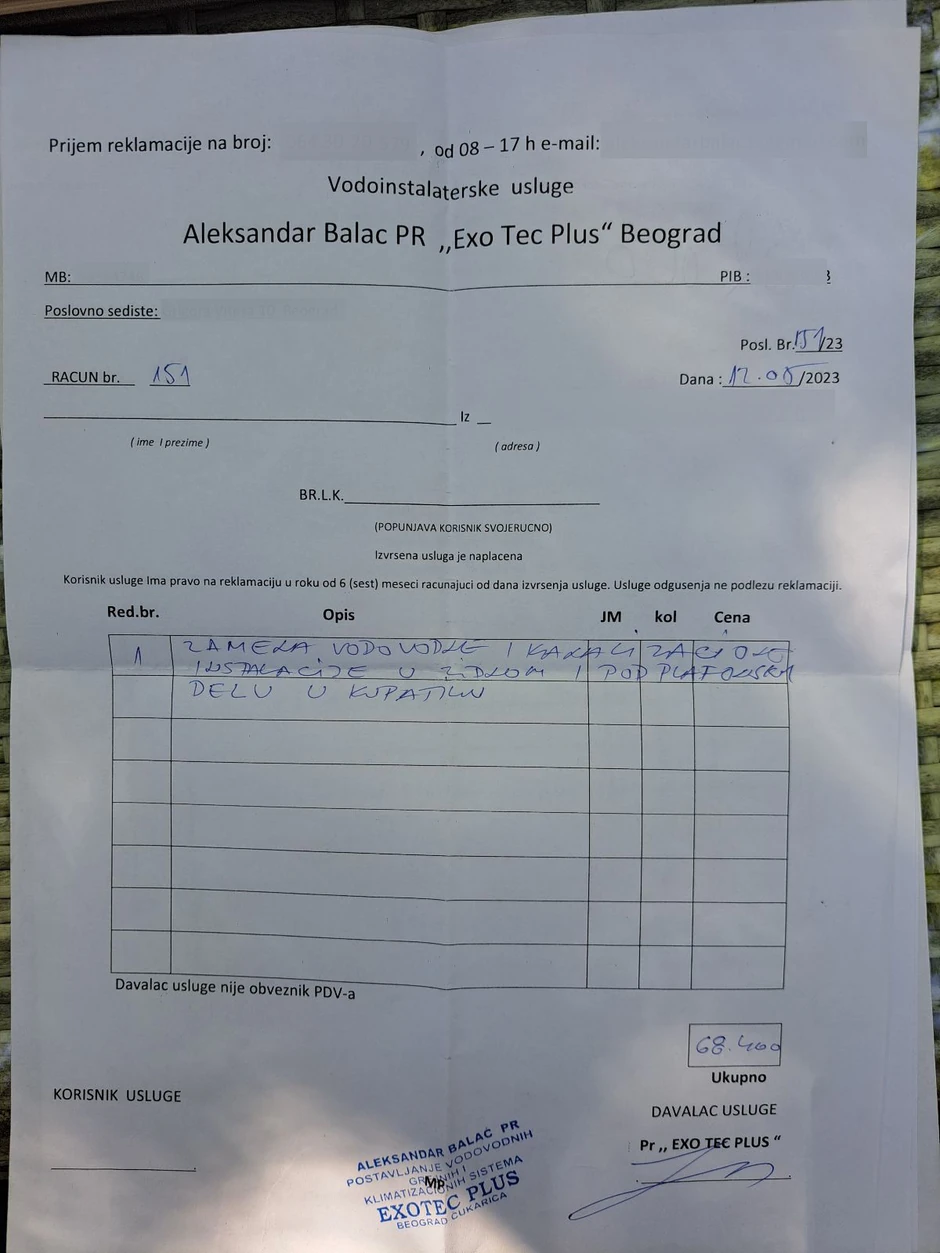 Prijem reklamacije na broj: , od 08 – 17 h e-mail:
Vodoinstalaterske usluge
Aleksandar Balac PR „Exo Tec Plus“ Beograd
MB: PIB :
Poslovno sediste:
Posl. Br. 151/23
RACUN br. 151 Dana : 12.05/2023
Iz
( ime I prezime ) ( adresa )
BR.L.K.
(POPUNJAVA KORISNIK SVOJERUCNO)
Izvrsena usluga je naplacena
Korisnik usluge Ima pravo na reklamaciju u roku od 6 (sest) meseci racunajuci od dana izvrsenja usluge. Usluge odgusenja ne podlezu reklamaciji.
Red.br. Opis JM kol Cena
1 ZAMENA VODOVODNE I KANALIZACIONE
INSTALACIJE U ZIDNOM I POD PLAFONSKOM
DELU U KUPATILU
Davalac usluge nije obveznik PDV-a
68.400
Ukupno
KORISNIK USLUGE
DAVALAC USLUGE
Pr „ EXO TEC PLUS “
ALEKSANDAR BALAĆ PR
POSTAVLJANJE VODOVODNIH
I
MP
KLIMATIZACIONIH SISTEMA
EXOTEC PLUS
BEOGRAD ČUKARICA